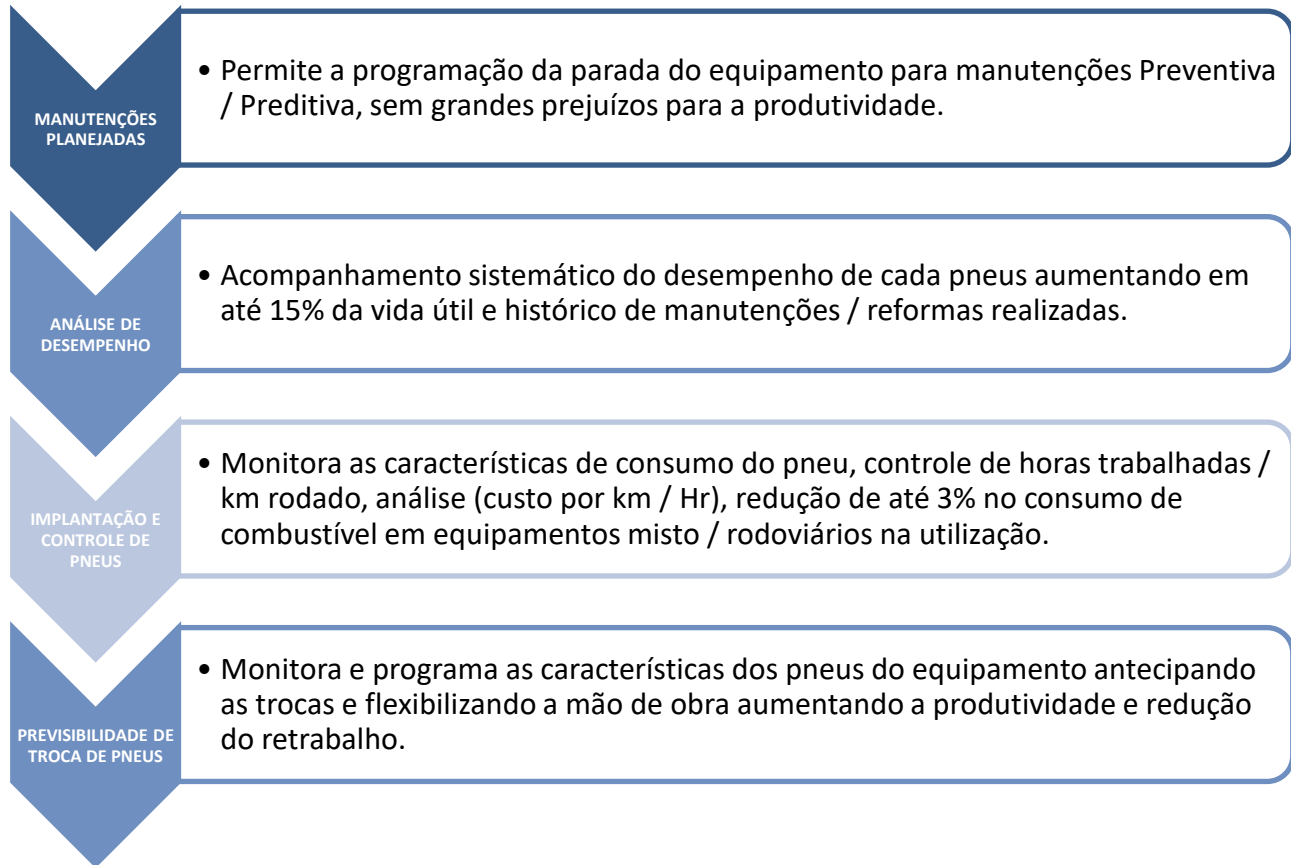 MANUTENÇÕES
PLANEJADAS
• Permite a programação da parada do equipamento para manutenções Preventiva
/ Preditiva, sem grandes prejuízos para a produtividade.
ANÁLISE DE
DESEMPENHO
• Acompanhamento sistemático do desempenho de cada pneus aumentando em
até 15% da vida útil e histórico de manutenções / reformas realizadas.
IMPLANTAÇÃO E
CONTROLE DE
PNEUS
• Monitora as características de consumo do pneu, controle de horas trabalhadas /
km rodado, análise (custo por km / Hr), redução de até 3% no consumo de
combustível em equipamentos misto / rodoviários na utilização.
PREVISIBILIDADE DE
TROCA DE PNEUS
• Monitora e programa as características dos pneus do equipamento antecipando
as trocas e flexibilizando a mão de obra aumentando a produtividade e redução
do retrabalho.